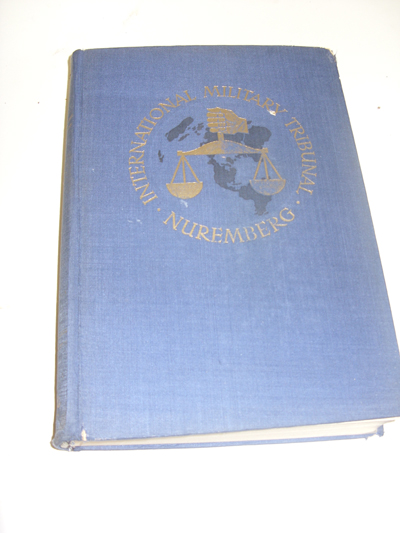 INTERNATIONAL MILITARY TRIBUNAL
· NUREMBERG ·